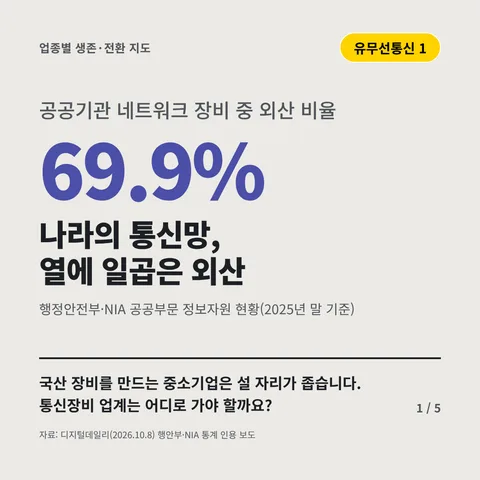 업종별 생존·전환 지도
유무선통신 1
공공기관 네트워크 장비 중 외산 비율
69.9%
나라의 통신망,
열에 일곱은 외산
행정안전부·NIA 공공부문 정보자원 현황(2025년 말 기준)
국산 장비를 만드는 중소기업은 설 자리가 좁습니다.
통신장비 업계는 어디로 가야 할까요?
1 / 5
자료: 디지털데일리(2026.10.8) 행안부·NIA 통계 인용 보도